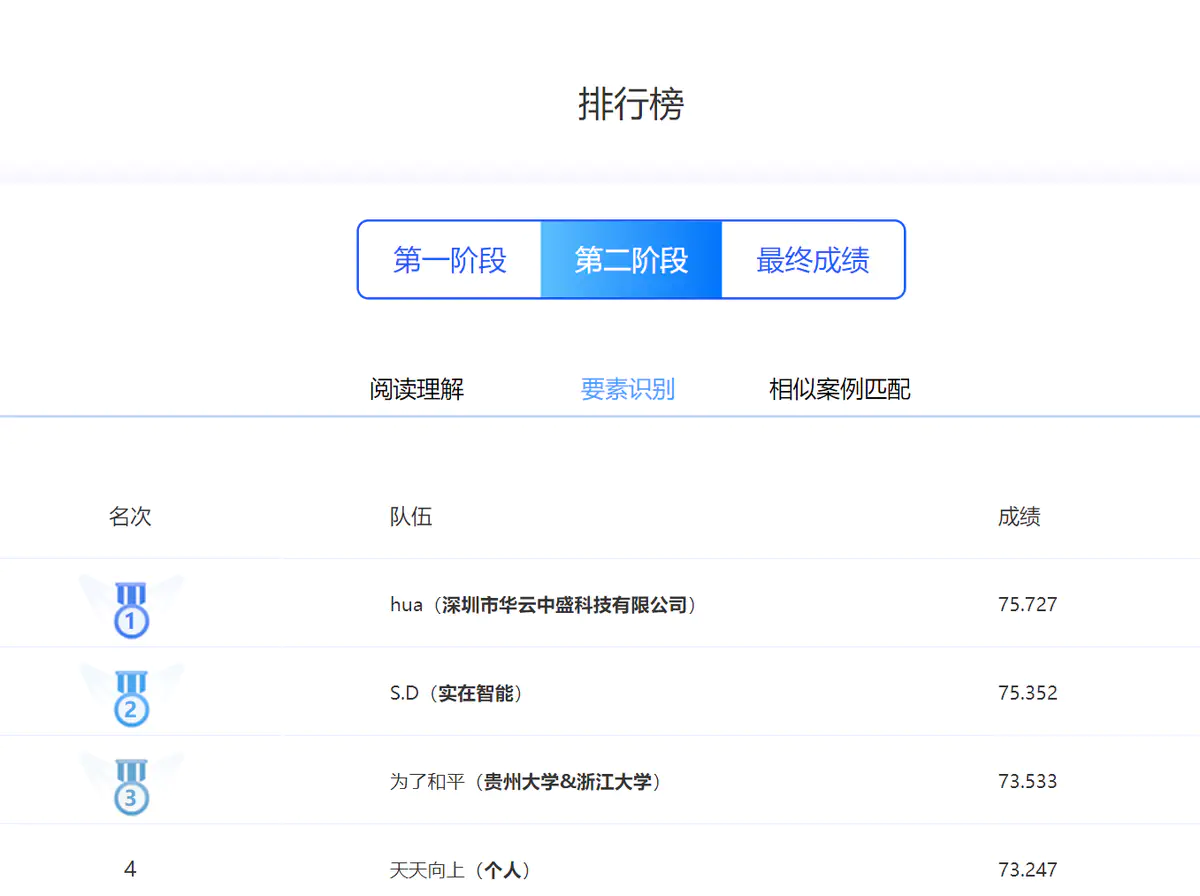 排行榜
第一阶段 第二阶段 最终成绩
阅读理解 要素识别 相似案例匹配
名次 队伍 成绩
1 hua（深圳市华云中盛科技有限公司） 75.727
2 S.D（实在智能） 75.352
3 为了和平（贵州大学&浙江大学） 73.533
4 天天向上（个人） 73.247